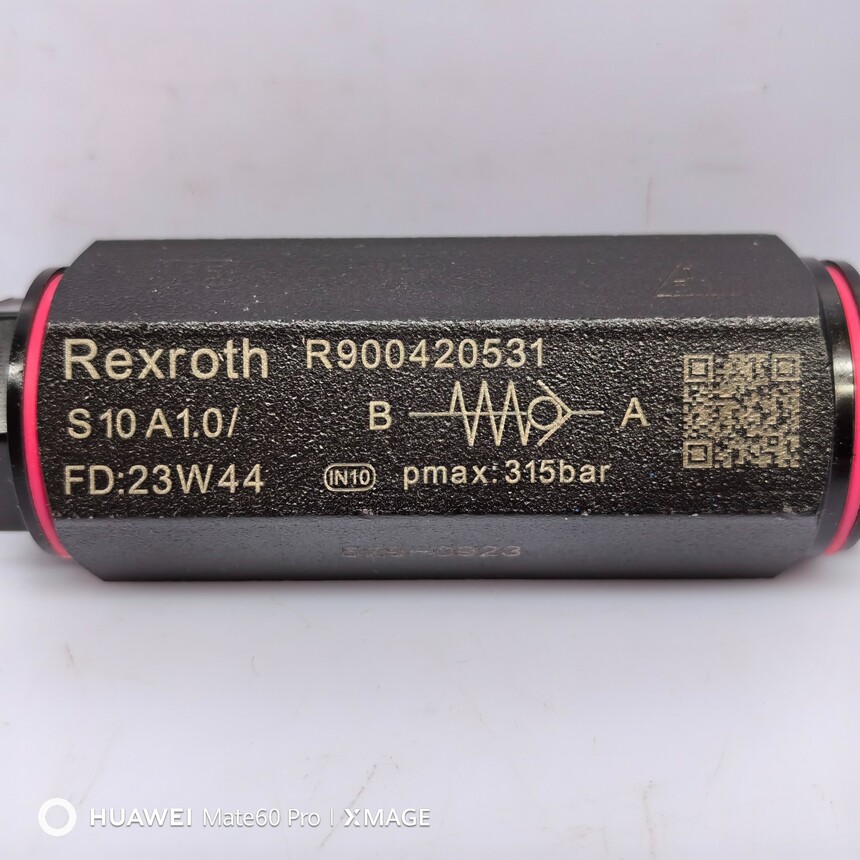 Rexroth R900420531
S10 A1.0/ B A
FD:23W44 IN10 pmax: 315bar
HUAWEI Mate60 Pro | XMAGE